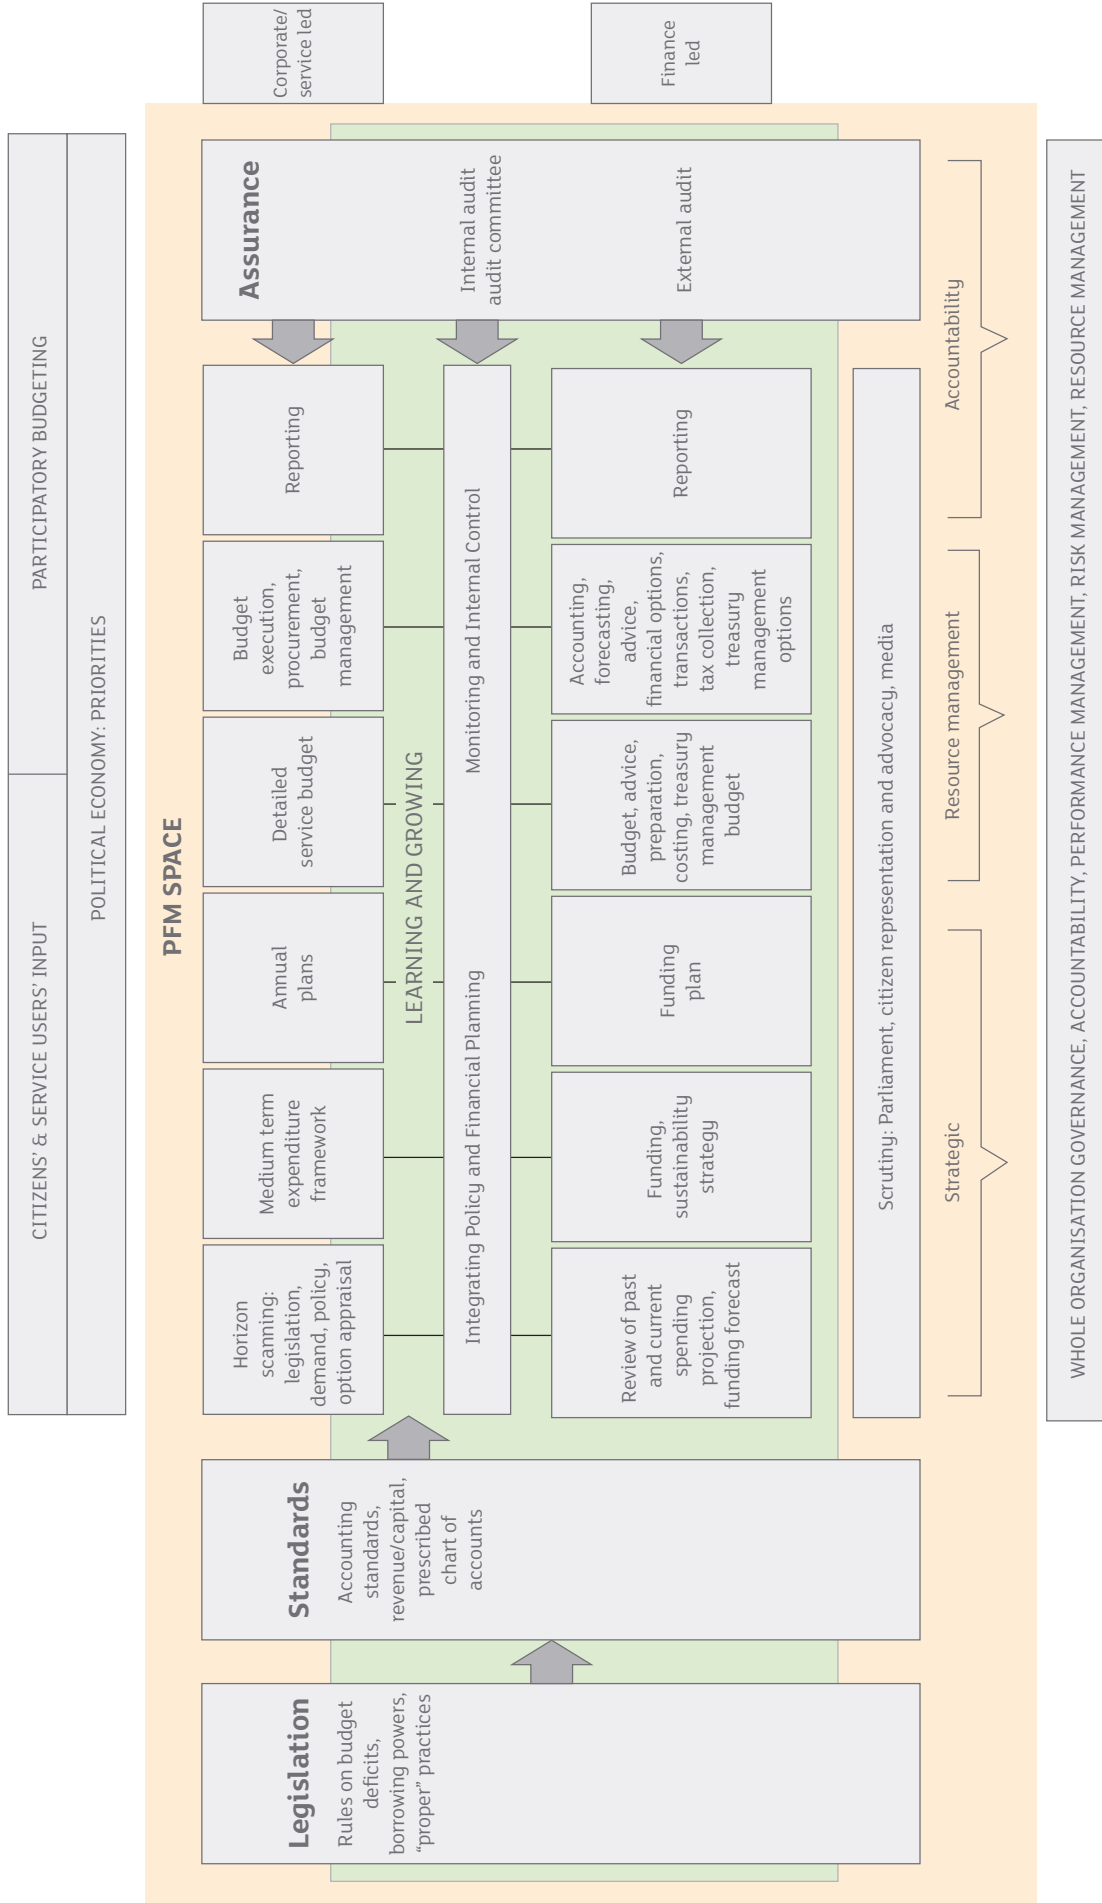 CITIZENS’ & SERVICE USERS’ INPUT
PARTICIPATORY BUDGETING
POLITICAL ECONOMY: PRIORITIES
PFM SPACE
Legislation
Rules on budget
deficits,
borrowing powers,
“proper” practices
Standards
Accounting
standards,
revenue/capital,
prescribed
chart of
accounts
Horizon
scanning:
legislation,
demand, policy,
option appraisal
Medium term
expenditure
framework
Annual
plans
Detailed
service budget
Budget
execution,
procurement,
budget
management
Reporting
Assurance
Internal audit
audit committee
External audit
Corporate/
service led
LEARNING AND GROWING
Integrating Policy and Financial Planning
Monitoring and Internal Control
Review of past
and current
spending
projection,
funding forecast
Funding,
sustainability
strategy
Funding
plan
Budget, advice,
preparation,
costing, treasury
management
budget
Accounting,
forecasting,
advice,
financial options,
transactions,
tax collection,
treasury
management
options
Reporting
Finance
led
Scrutiny: Parliament, citizen representation and advocacy, media
Strategic
Resource management
Accountability
WHOLE ORGANISATION GOVERNANCE, ACCOUNTABILITY, PERFORMANCE MANAGEMENT, RISK MANAGEMENT, RESOURCE MANAGEMENT